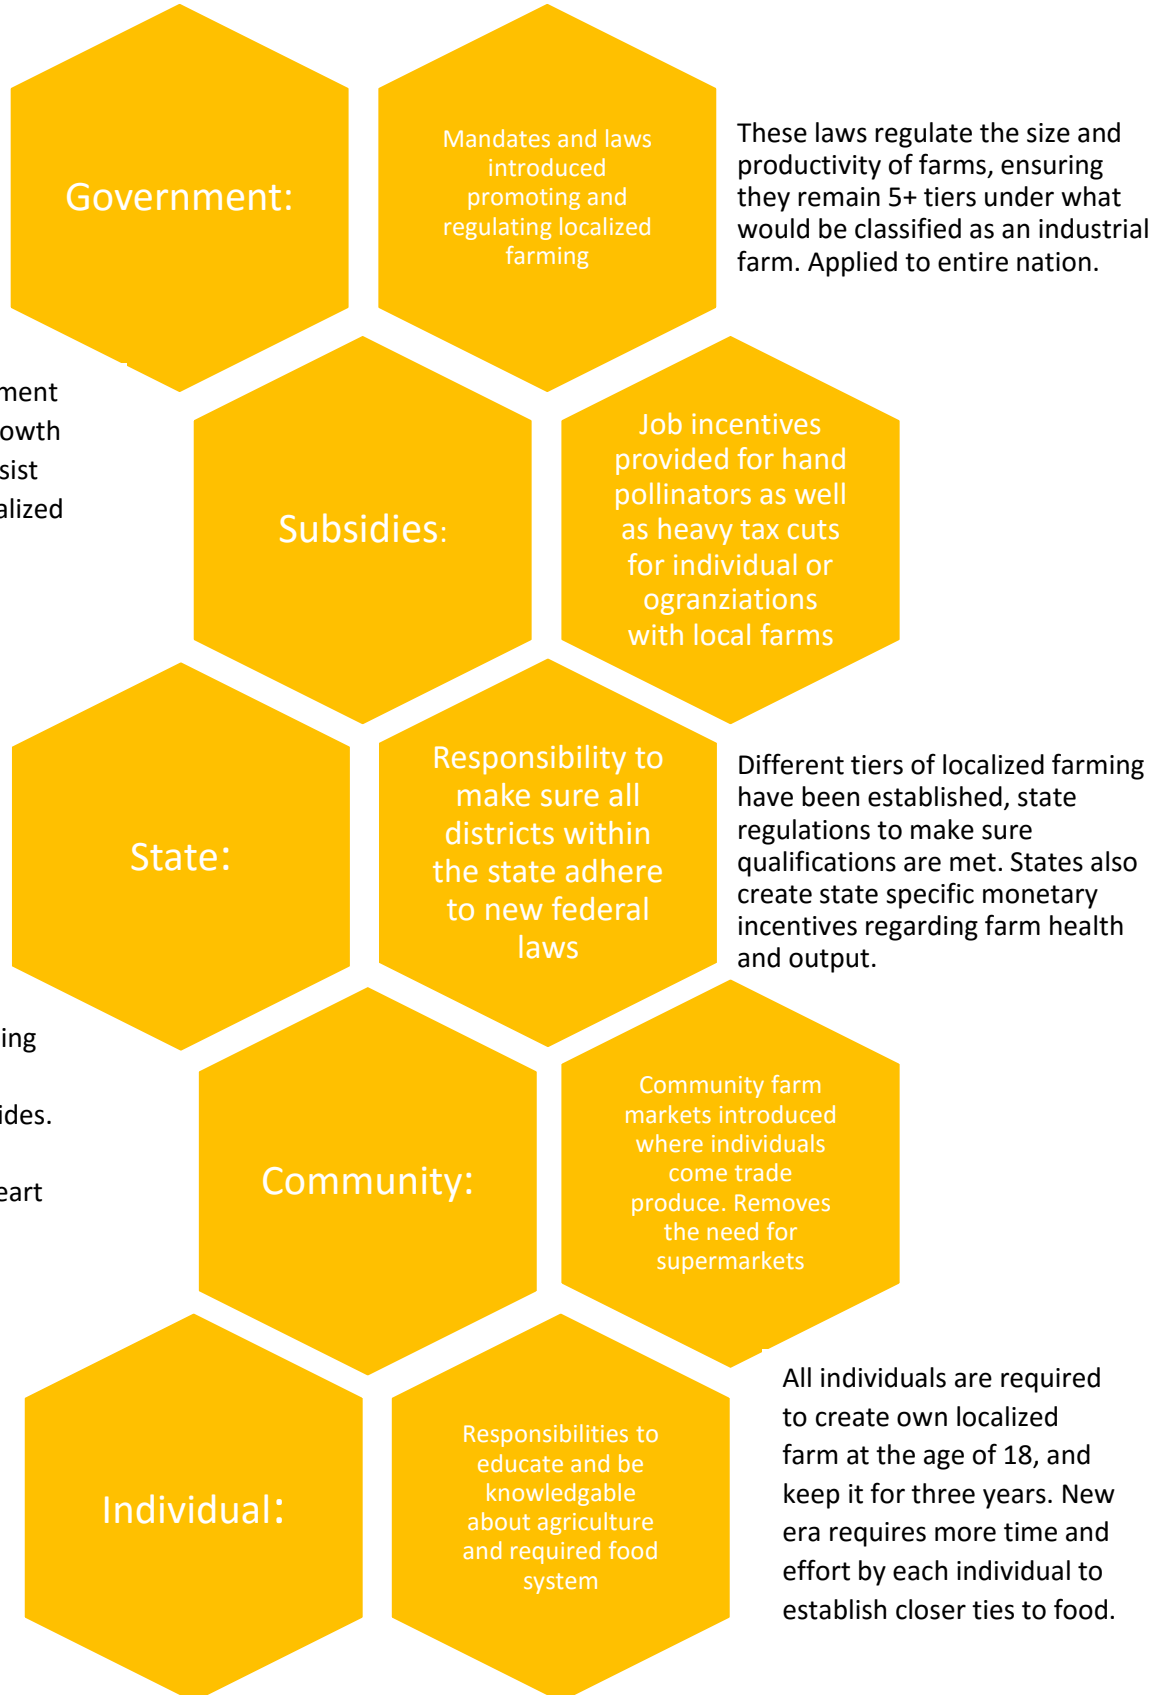 Government:
Mandates and laws
introduced
promoting and
regulating localized
farming
These laws regulate the size and
productivity of farms, ensuring
they remain 5+ tiers under what
would be classified as an industrial
farm. Applied to entire nation.
ment
owth
sist
alized
Subsidies:
Job incentives
provided for hand
pollinators as well
as heavy tax cuts
for individual or
ogranziations
with local farms
State:
Responsibility to
make sure all
districts within
the state adhere
to new federal
laws
Different tiers of localized farming
have been established, state
regulations to make sure
qualifications are met. States also
create state specific monetary
incentives regarding farm health
and output.
ing
ides.
eart
Community:
Community farm
markets introduced
where individuals
come trade
produce. Removes
the need for
supermarkets
Individual:
Responsibilities to
educate and be
knowledgable
about agriculture
and required food
system
All individuals are required
to create own localized
farm at the age of 18, and
keep it for three years. New
era requires more time and
effort by each individual to
establish closer ties to food.